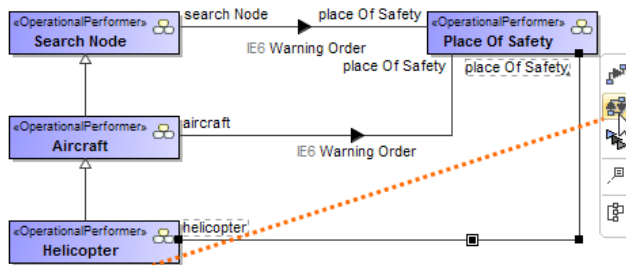 «OperationalPerformer»
Search Node
search Node
place Of Safety
IE6 Warning Order
«OperationalPerformer»
Place Of Safety
place Of Safety
place Of Safety
«OperationalPerformer»
Aircraft
aircraft
IE6 Warning Order
«OperationalPerformer»
Helicopter
helicopter